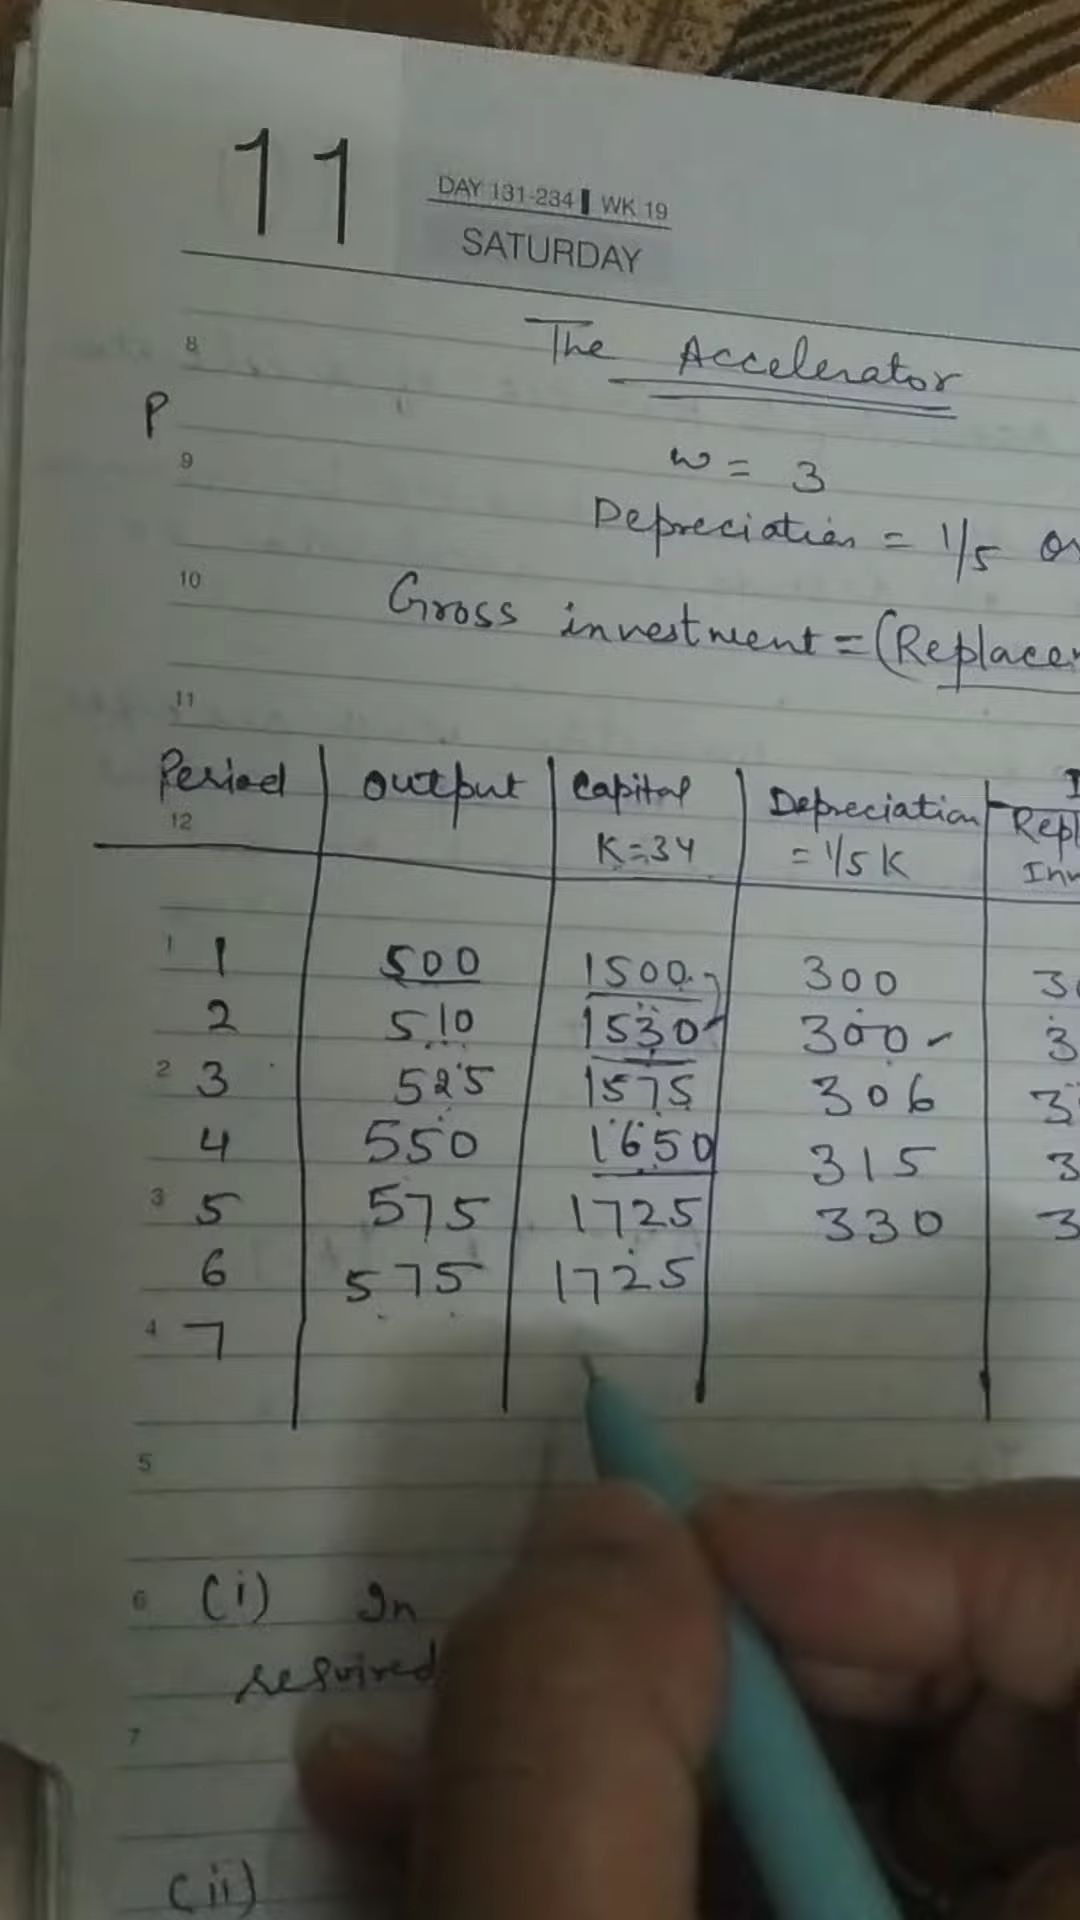 11
DAY 131-234 WK 19
SATURDAY
8
The Accelerator
P
9
w = 3
Depreciation = 1/5
10
Gross investment = (Replacem
11
Period Output Capital Depreciation
12
K=3Y = 1/5 K
1 1 500 1500 300
2 510 1530 300
2 3 525 1575 306
4 550 1650 315
3 5 575 1725 330
6 575 1725
4 7
5
6 (i) In
required
7
(ii)